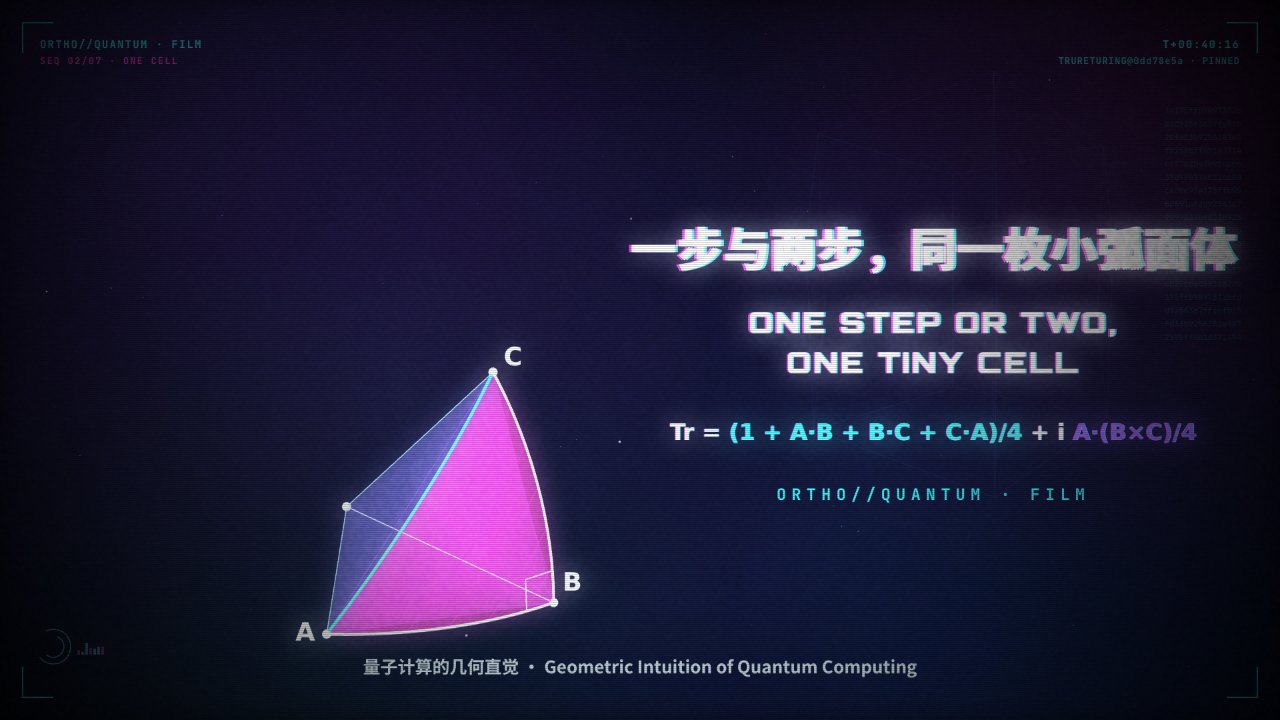 ORTHO//QUANTUM · FILM
SEQ 02/07 · ONE CELL
T+00:40:16
TRURETURING@0dd78e5a · PINNED
一步与两步，同一枚小弧面体
ONE STEP OR TWO,
ONE TINY CELL
Tr = (1 + A·B + B·C + C·A)/4 + i A·(B×C)/4
ORTHO//QUANTUM · FILM
C
B
A
量子计算的几何直觉 · Geometric Intuition of Quantum Computing